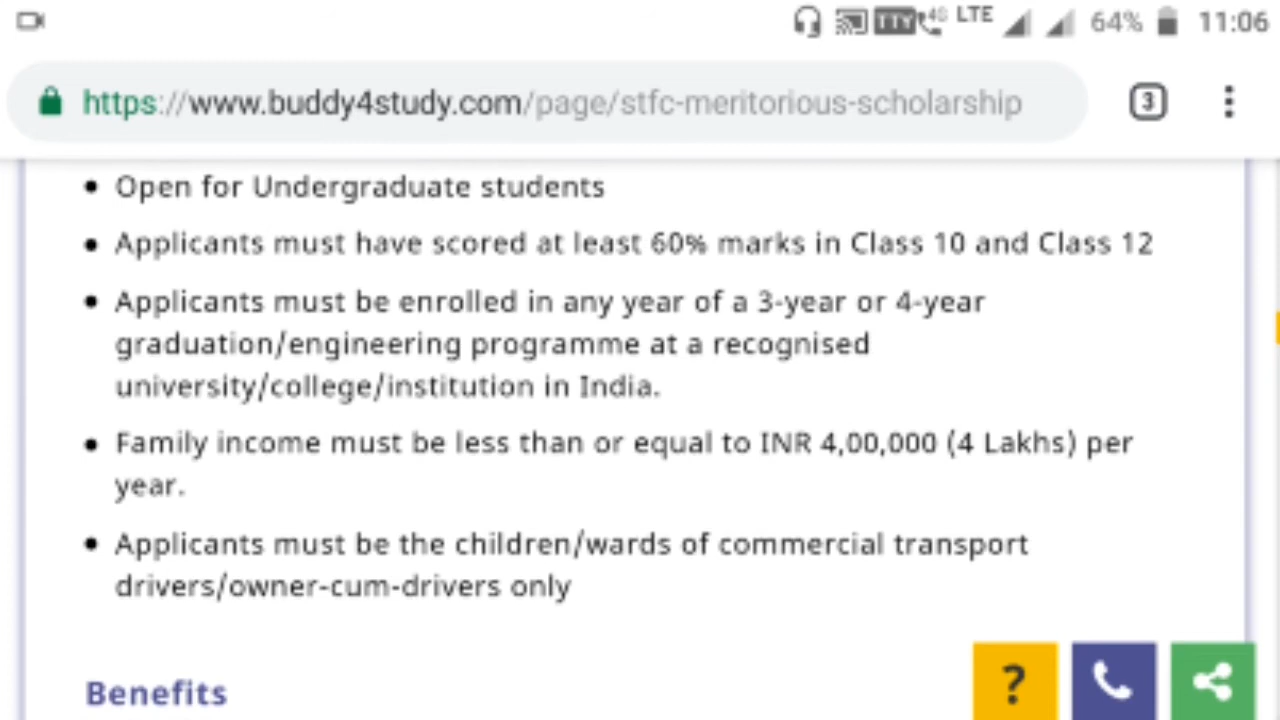 TTY 4G LTE 64% 11:06
https://www.buddy4study.com/page/stfc-meritorious-scholarship 3
• Open for Undergraduate students
• Applicants must have scored at least 60% marks in Class 10 and Class 12
• Applicants must be enrolled in any year of a 3-year or 4-year
graduation/engineering programme at a recognised
university/college/institution in India.
• Family income must be less than or equal to INR 4,00,000 (4 Lakhs) per
year.
• Applicants must be the children/wards of commercial transport
drivers/owner-cum-drivers only
Benefits
?